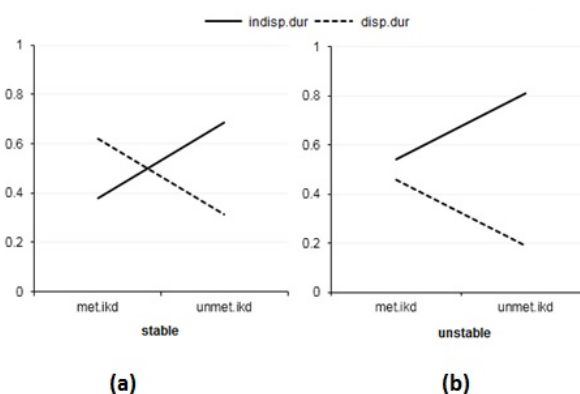 indisp.dur disp.dur
1 1
0.8 0.8
0.6 0.6
0.4 0.4
0.2 0.2
0 0
met.ikd unmet.ikd met.ikd unmet.ikd
stable unstable
(a) (b)